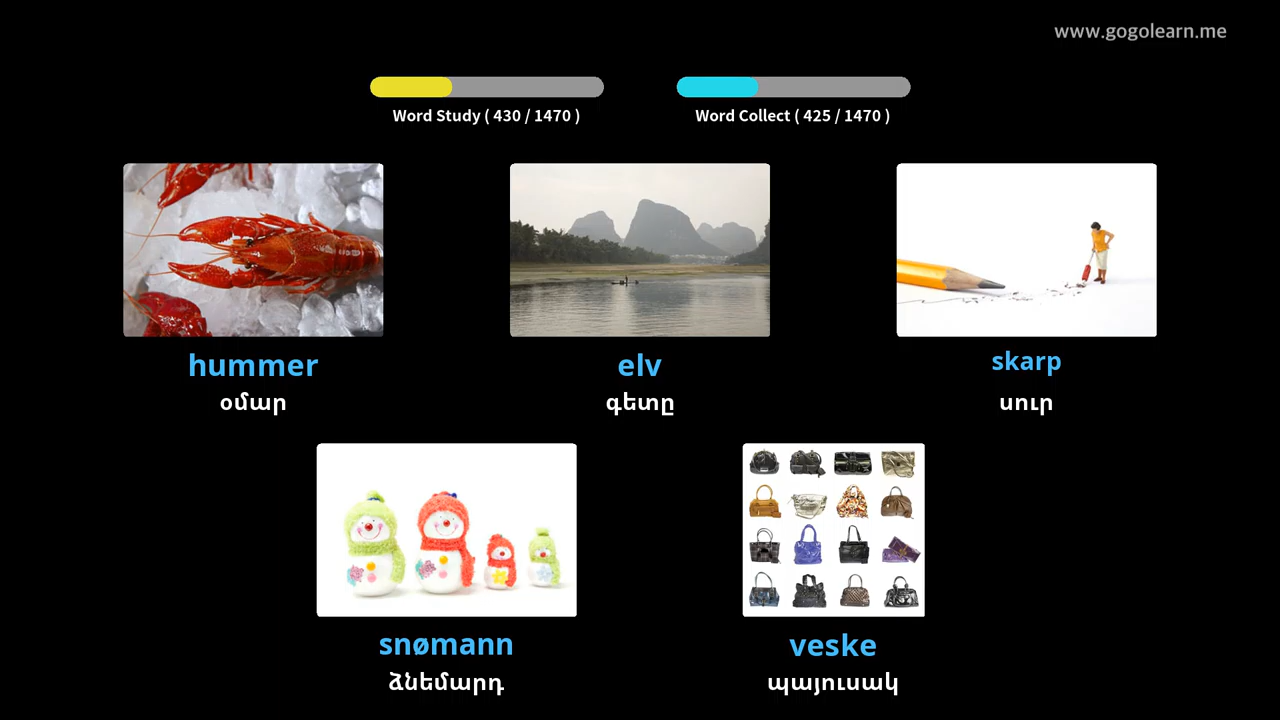 www.gogolearn.me
Word Study ( 430 / 1470 )
Word Collect ( 425 / 1470 )
hummer
օմար
elv
գետը
skarp
սուր
snømann
ձնեմարդ
veske
պայուսակ